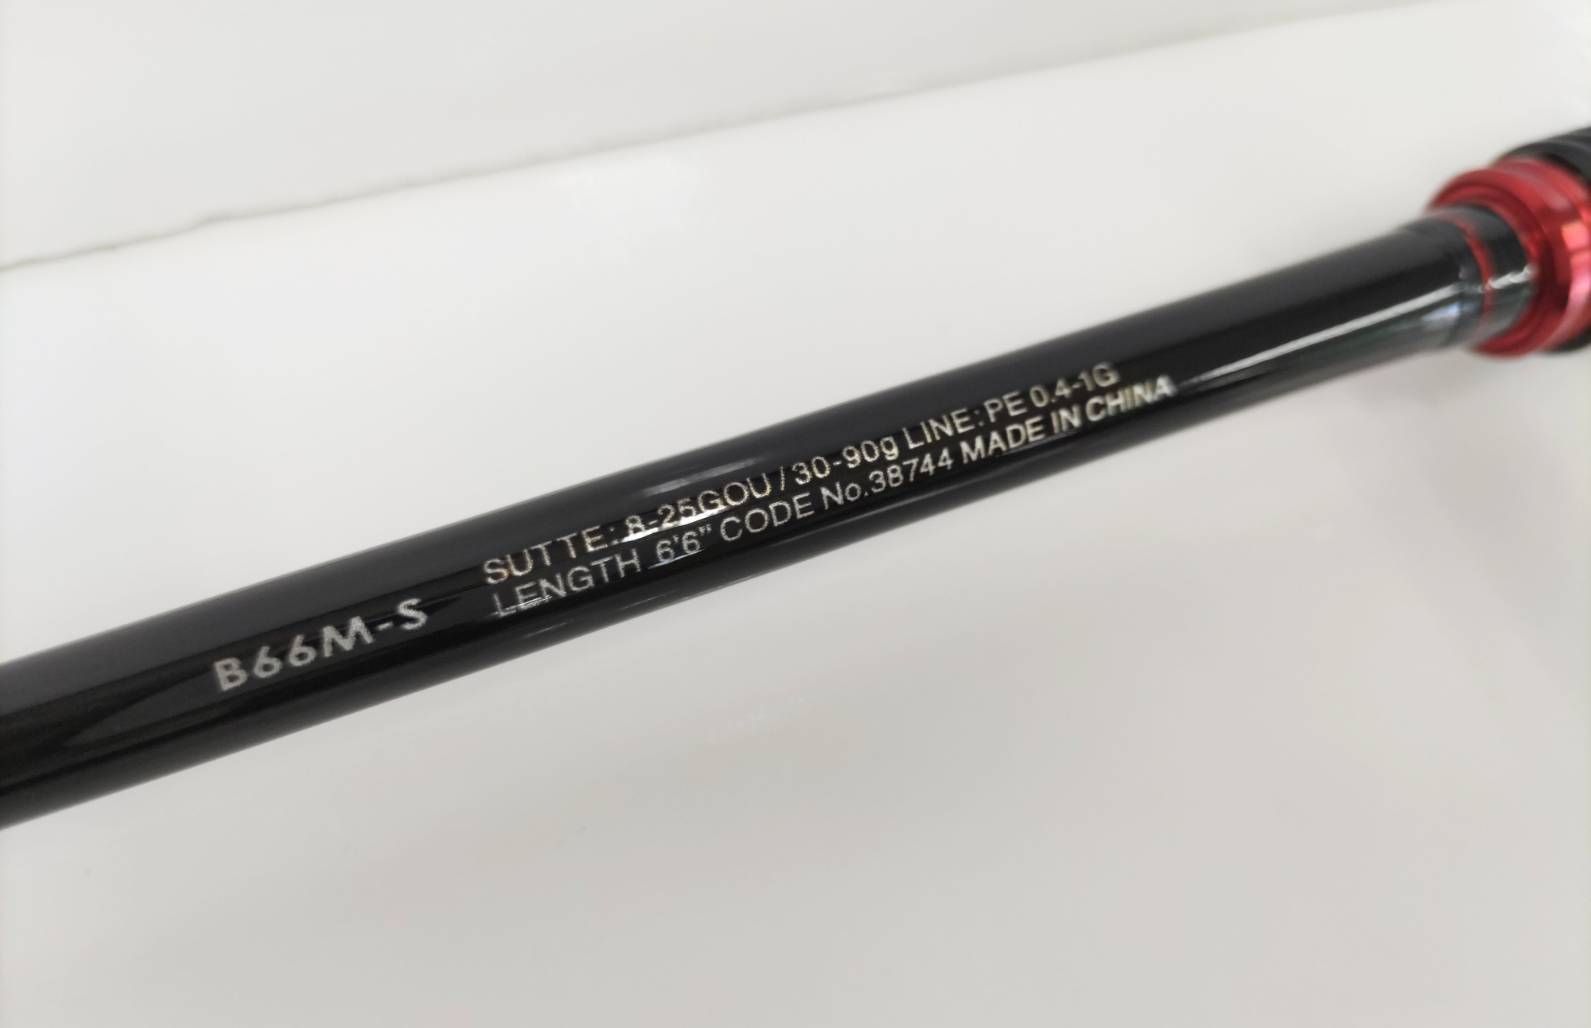 B66M-S
SUTTE: 8-25GOU/30-90g LINE: PE 0.4-1G
LENGTH 6'6" CODE No.38744 MADE IN CHINA